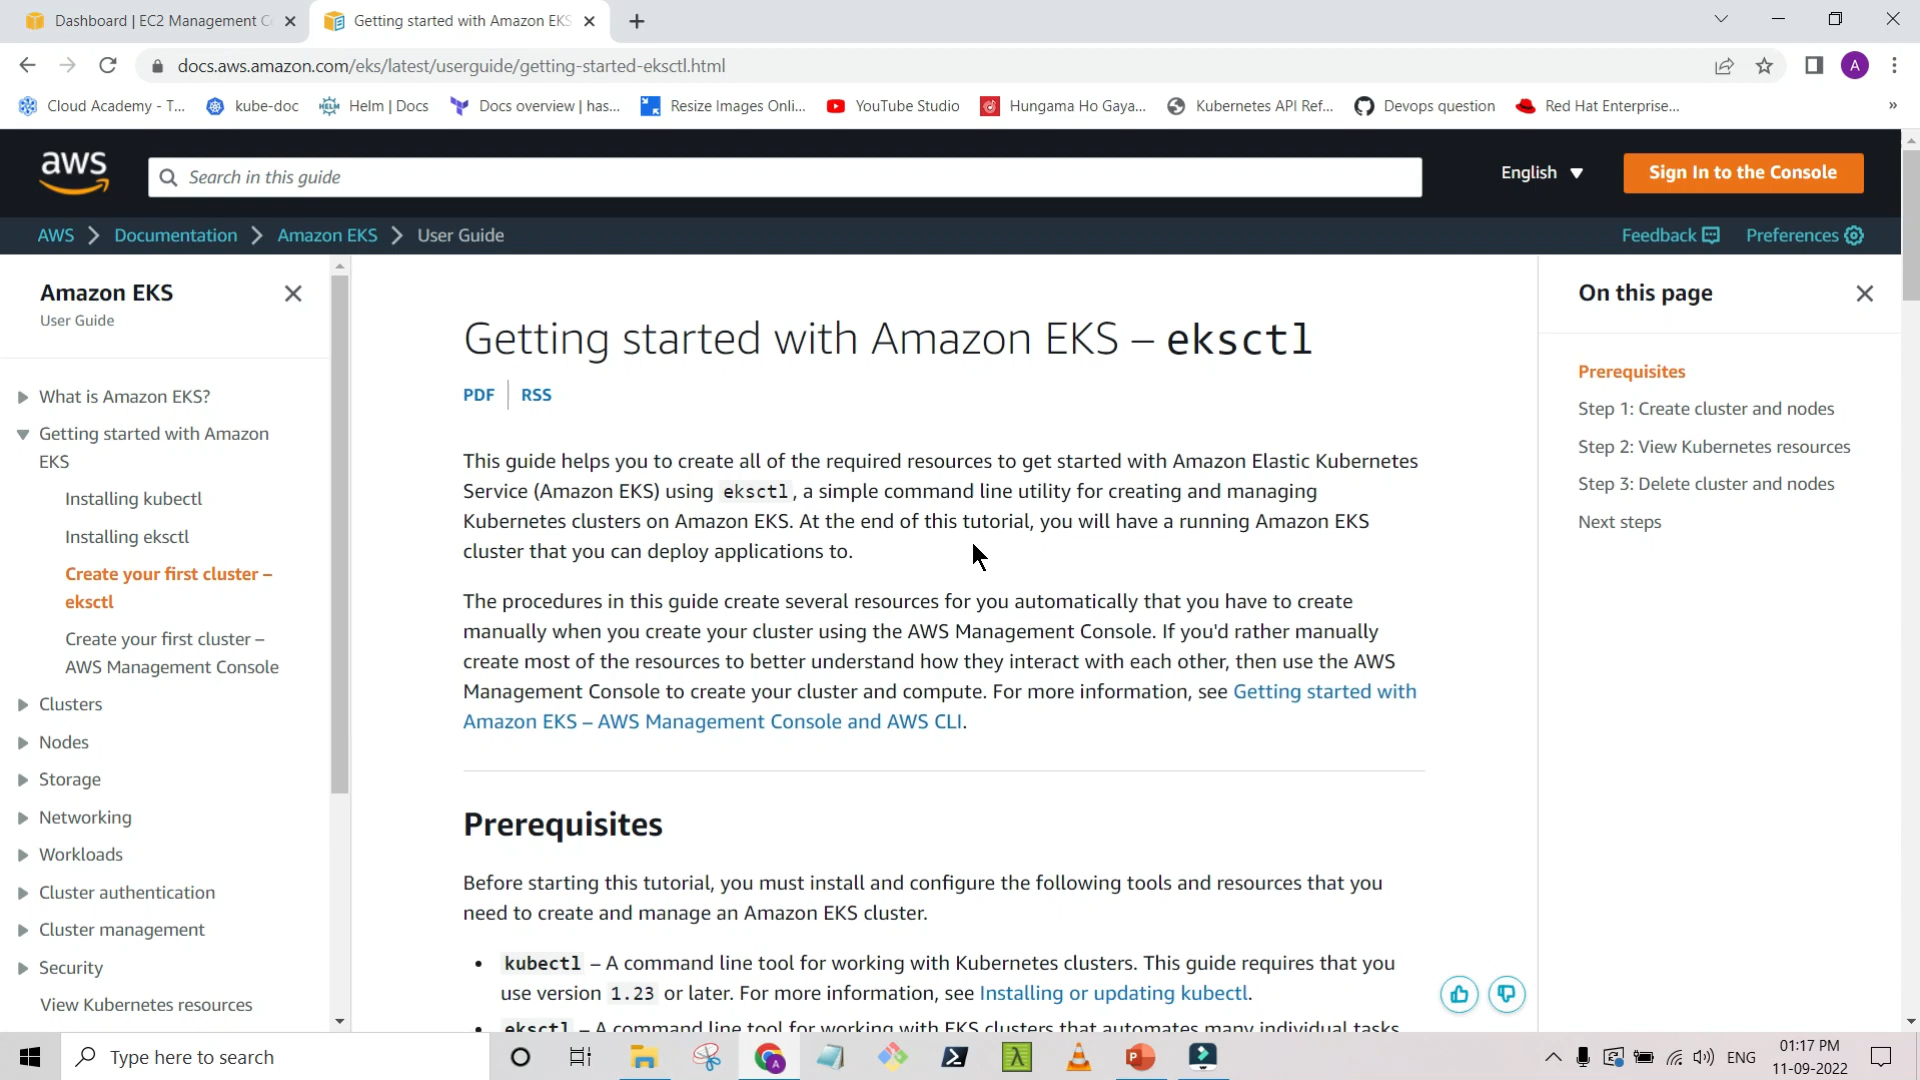 Dashboard | EC2 Management C
Getting started with Amazon EKS
docs.aws.amazon.com/eks/latest/userguide/getting-started-eksctl.html
A
Cloud Academy - T...
kube-doc
HELM
Helm | Docs
Docs overview | has...
Resize Images Onli...
YouTube Studio
Hungama Ho Gaya...
Kubernetes API Ref...
Devops question
Red Hat Enterprise...
»
aws
Search in this guide
English
Sign In to the Console
AWS
Documentation
Amazon EKS
User Guide
Feedback
Preferences
Amazon EKS
User Guide
What is Amazon EKS?
Getting started with Amazon
EKS
Installing kubectl
Installing eksctl
Create your first cluster –
eksctl
Create your first cluster –
AWS Management Console
Clusters
Nodes
Storage
Networking
Workloads
Cluster authentication
Cluster management
Security
View Kubernetes resources
Getting started with Amazon EKS – eksctl
PDF
RSS
This guide helps you to create all of the required resources to get started with Amazon Elastic Kubernetes
Service (Amazon EKS) using eksctl, a simple command line utility for creating and managing
Kubernetes clusters on Amazon EKS. At the end of this tutorial, you will have a running Amazon EKS
cluster that you can deploy applications to.
The procedures in this guide create several resources for you automatically that you have to create
manually when you create your cluster using the AWS Management Console. If you'd rather manually
create most of the resources to better understand how they interact with each other, then use the AWS
Management Console to create your cluster and compute. For more information, see Getting started with
Amazon EKS – AWS Management Console and AWS CLI.
Prerequisites
Before starting this tutorial, you must install and configure the following tools and resources that you
need to create and manage an Amazon EKS cluster.
• kubectl – A command line tool for working with Kubernetes clusters. This guide requires that you
use version 1.23 or later. For more information, see Installing or updating kubectl.
• eksctl – A command line tool for working with EKS clusters that automates many individual tasks
On this page
Prerequisites
Step 1: Create cluster and nodes
Step 2: View Kubernetes resources
Step 3: Delete cluster and nodes
Next steps
Type here to search
A
λ
P
ENG
01:17 PM
11-09-2022